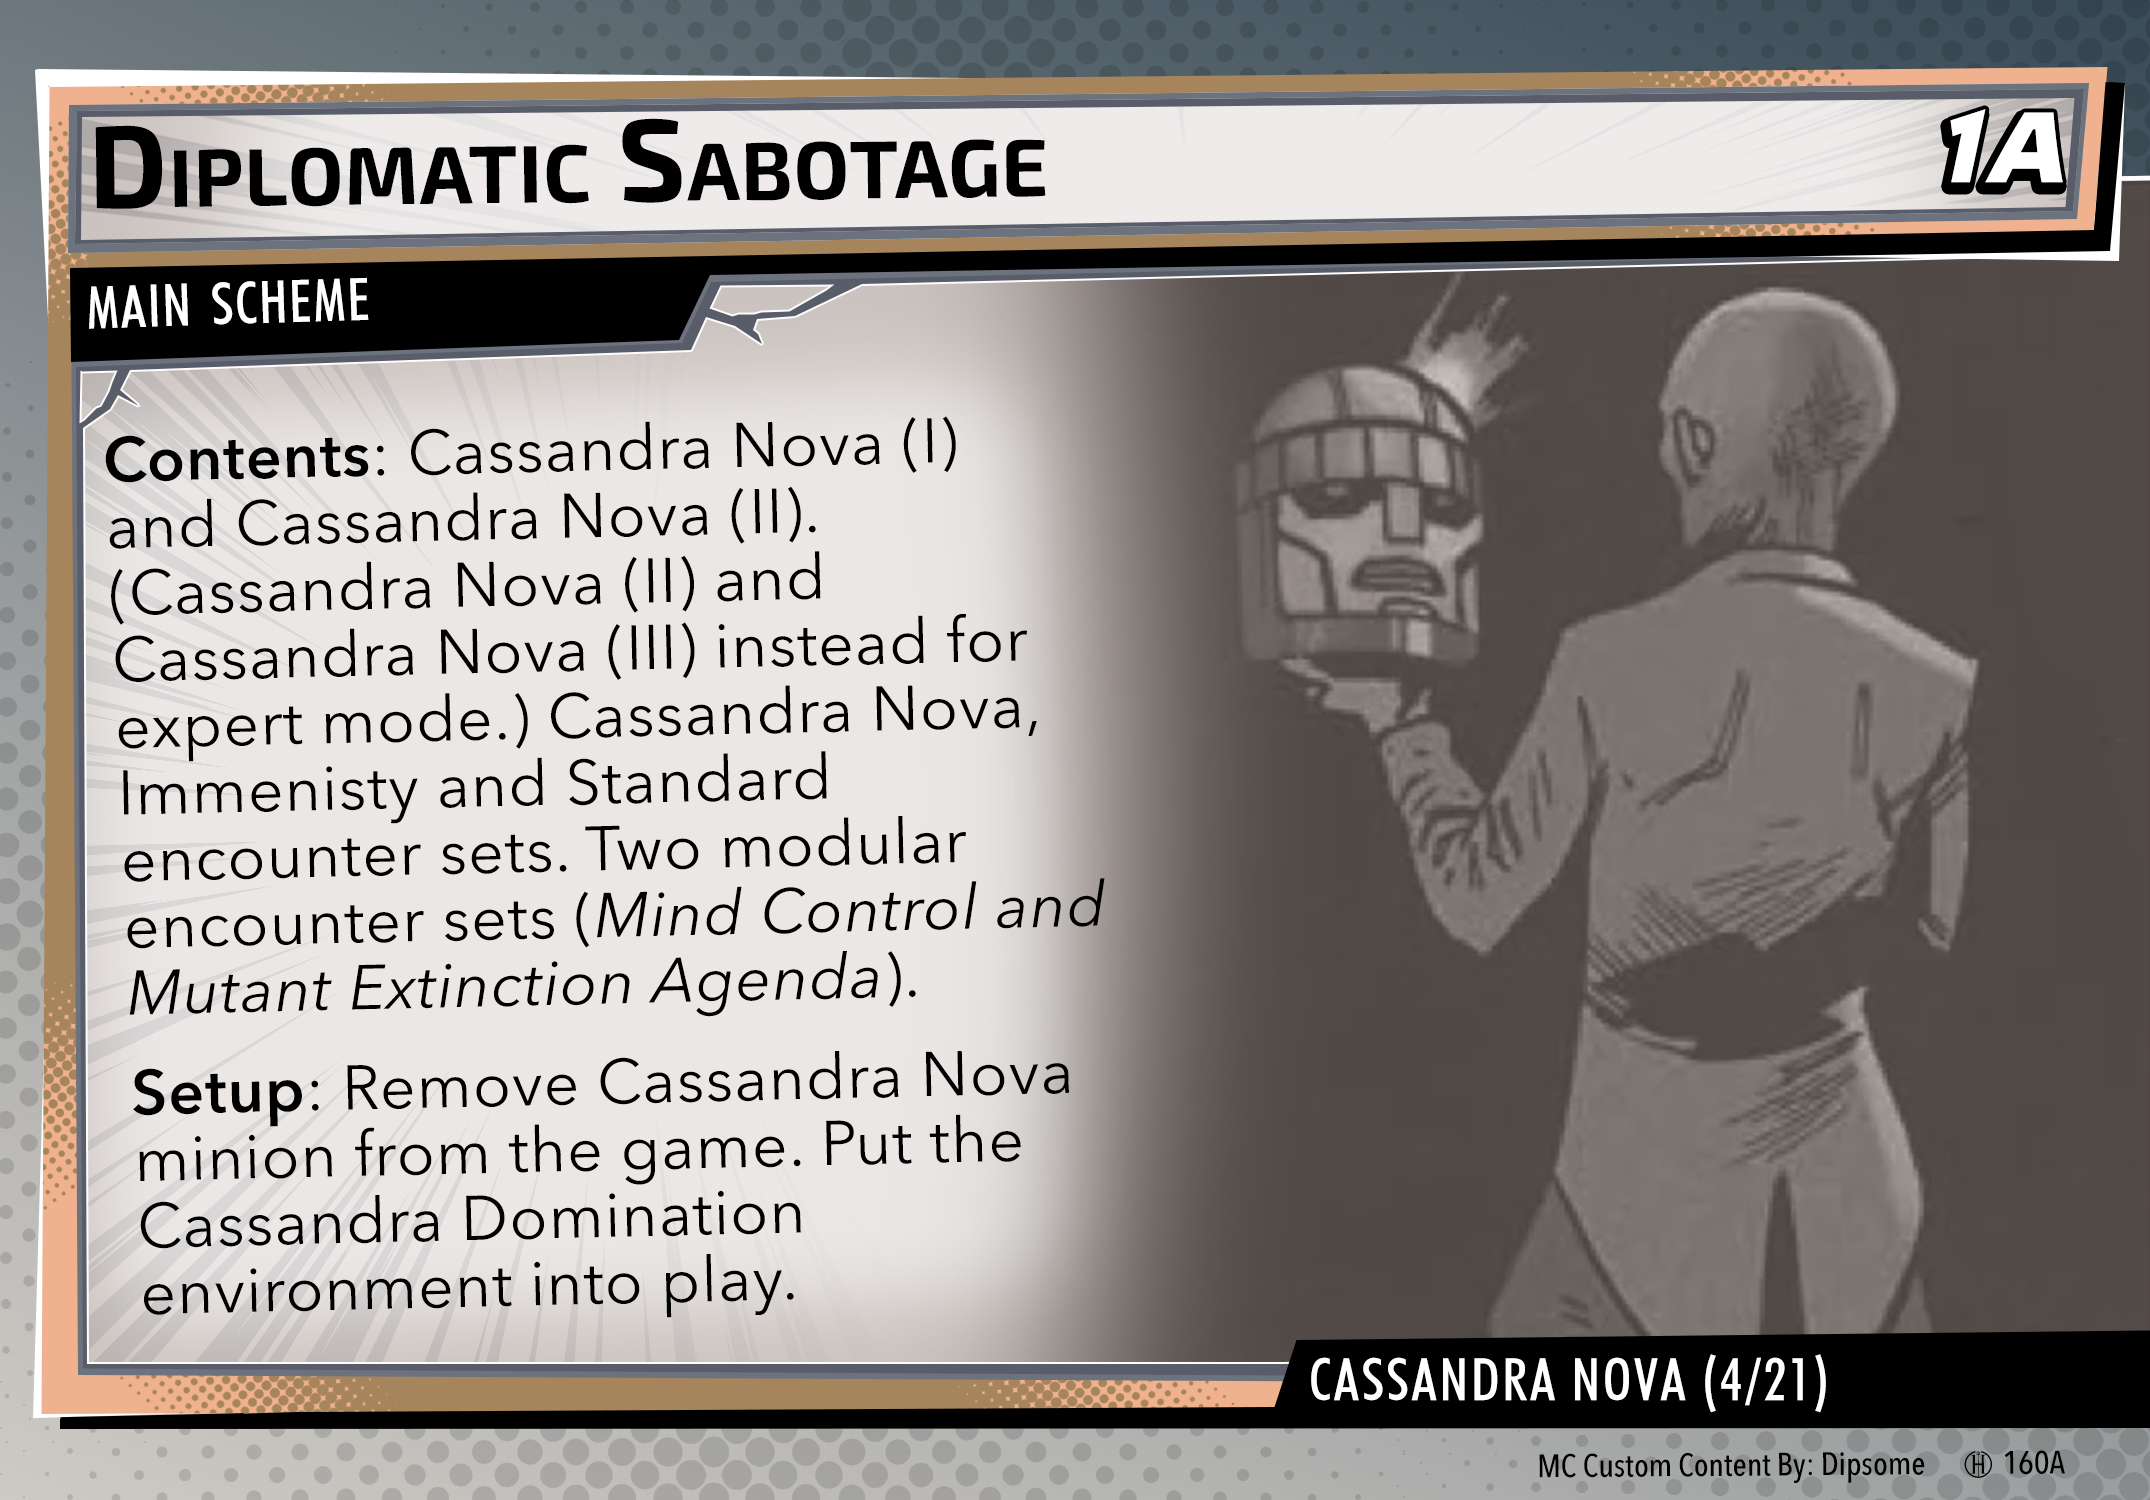 Diplomatic Sabotage
1A
MAIN SCHEME
Contents: Cassandra Nova (I)
and Cassandra Nova (II).
(Cassandra Nova (II) and
Cassandra Nova (III) instead for
expert mode.) Cassandra Nova,
Immenisty and Standard
encounter sets. Two modular
encounter sets (Mind Control and
Mutant Extinction Agenda).
Setup: Remove Cassandra Nova
minion from the game. Put the
Cassandra Domination
environment into play.
CASSANDRA NOVA (4/21)
MC Custom Content By: Dipsome
H 160A